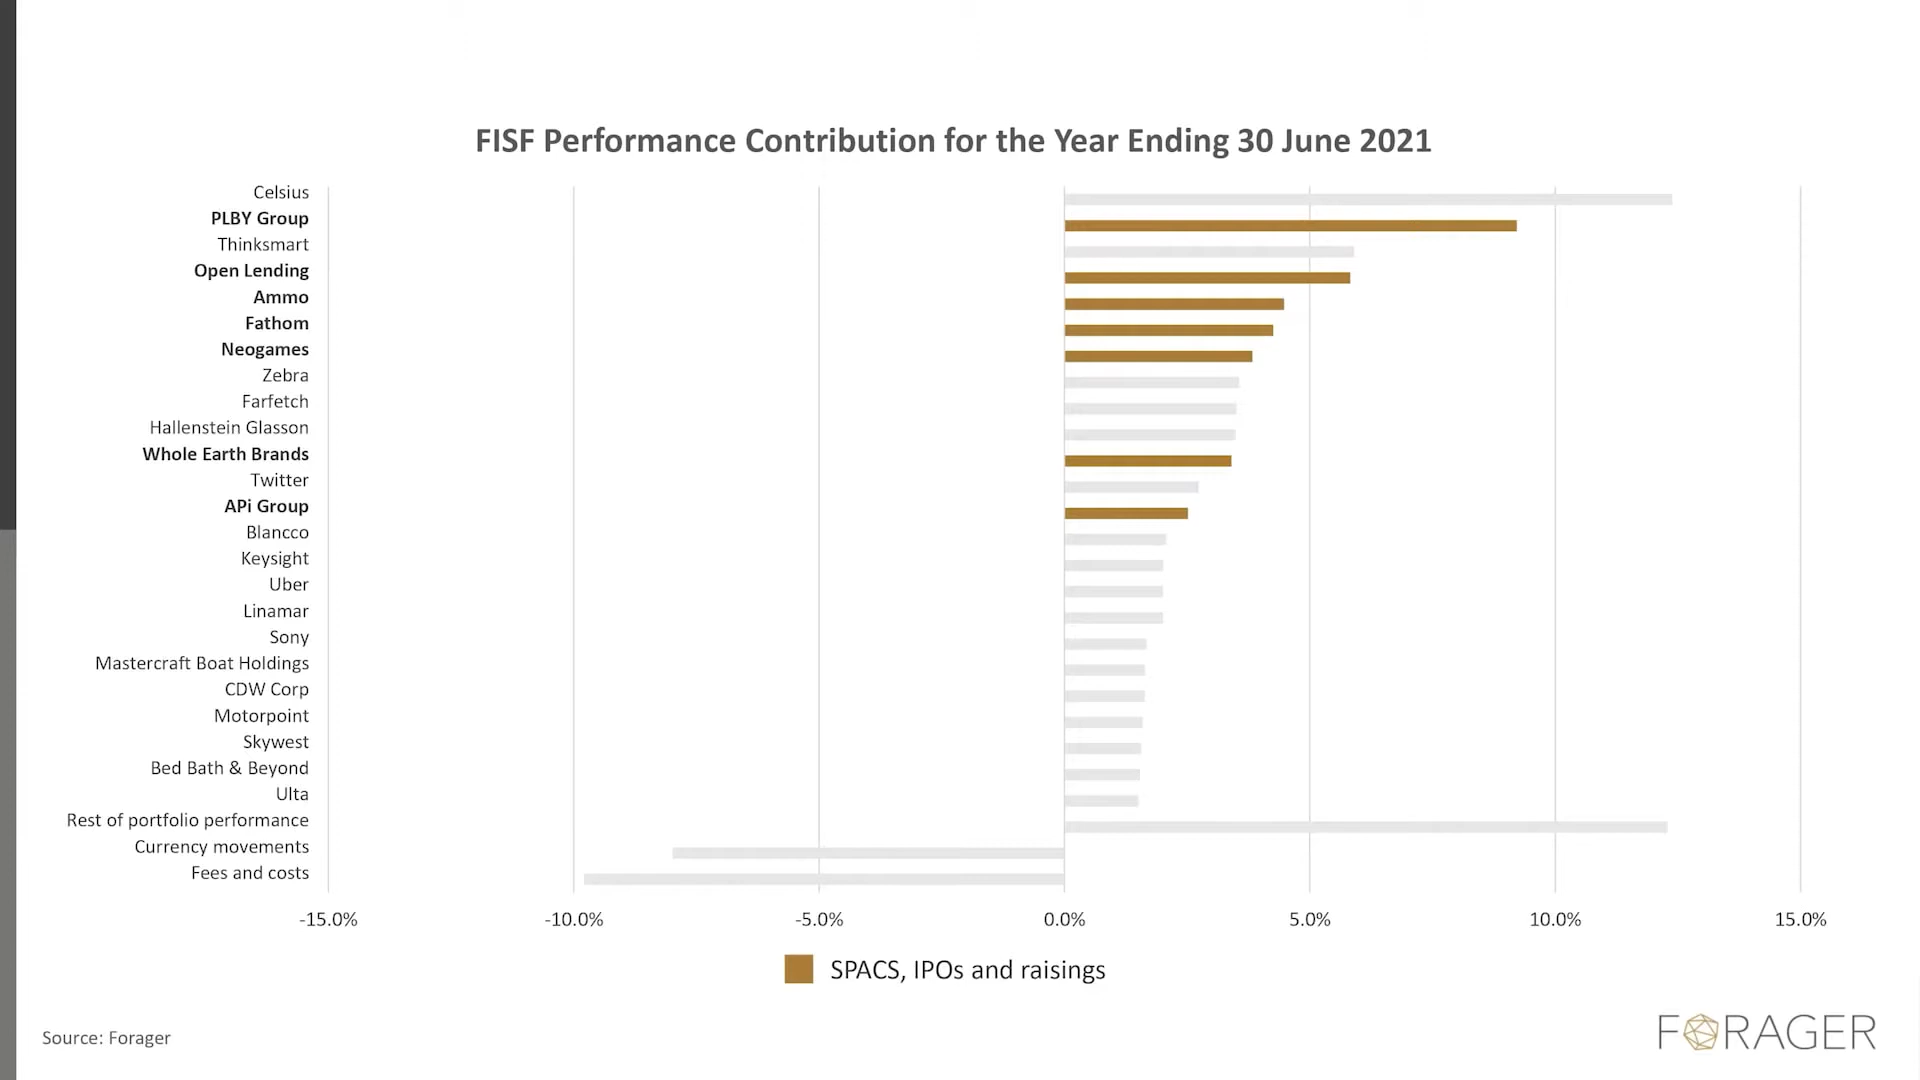 FISF Performance Contribution for the Year Ending 30 June 2021
Celsius
PLBY Group
Thinksmart
Open Lending
Ammo
Fathom
Neogames
Zebra
Farfetch
Hallenstein Glasson
Whole Earth Brands
Twitter
APi Group
Blancco
Keysight
Uber
Linamar
Sony
Mastercraft Boat Holdings
CDW Corp
Motorpoint
Skywest
Bed Bath & Beyond
Ulta
Rest of portfolio performance
Currency movements
Fees and costs
-15.0% -10.0% -5.0% 0.0% 5.0% 10.0% 15.0%
SPACS, IPOs and raisings
Source: Forager
FORAGER